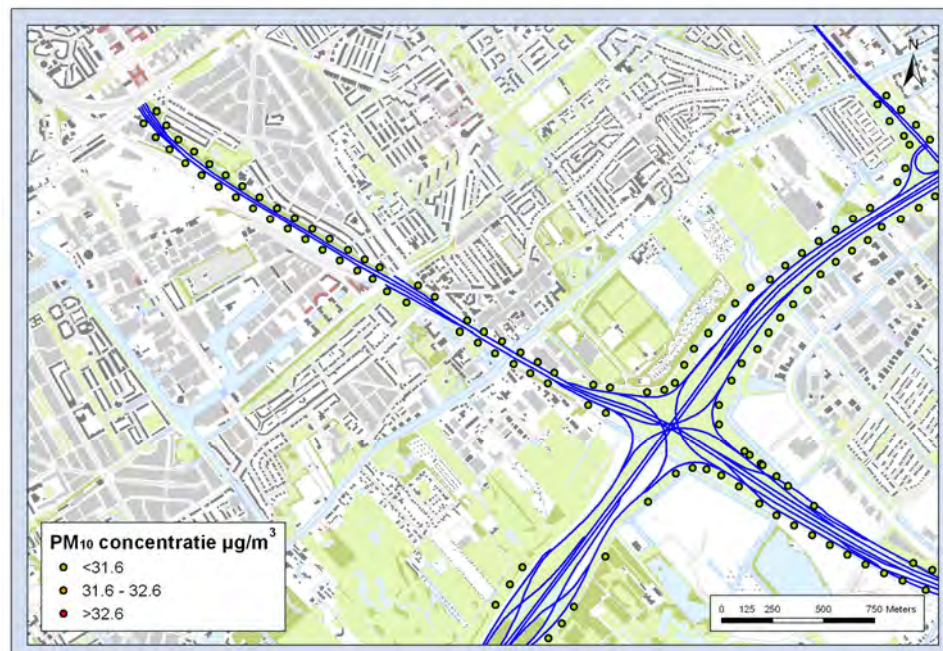 N
PM10 concentratie µg/m³
<31.6
31.6 - 32.6
>32.6
0 125 250 500 750 Meters